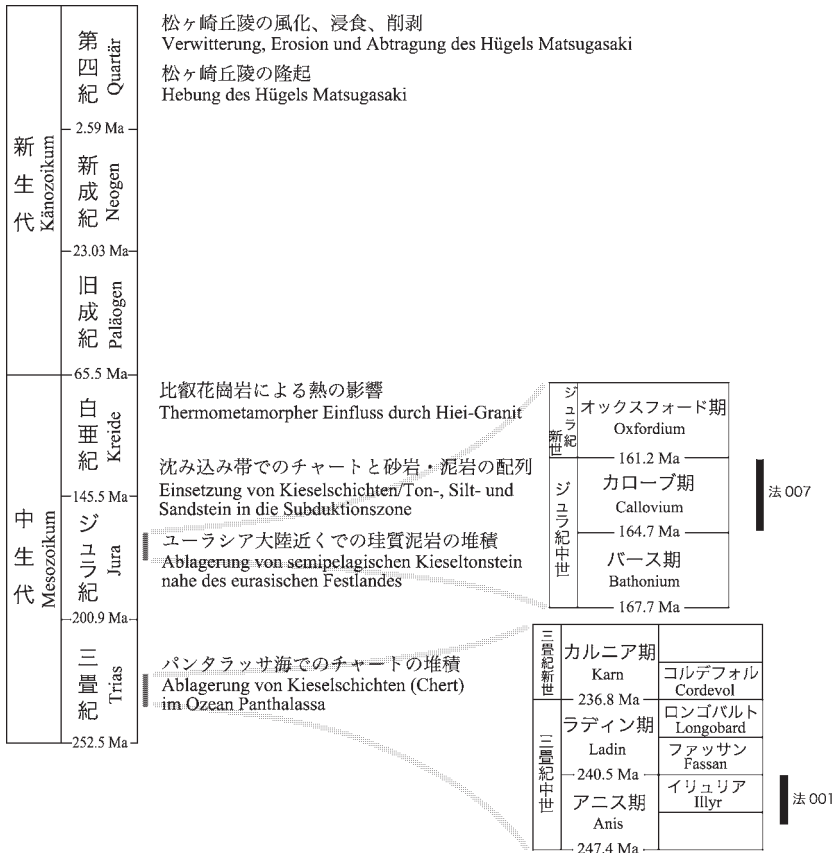 新生代
Känozoikum
第四紀
Quartär
松ヶ崎丘陵の風化、浸食、削剥
Verwitterung, Erosion und Abtragung des Hügels Matsugasaki
松ヶ崎丘陵の隆起
Hebung des Hügels Matsugasaki
2.59 Ma
新成紀
Neogen
23.03 Ma
旧成紀
Paläogen
65.5 Ma
中生代
Mesozoikum
白亜紀
Kreide
比叡花崗岩による熱の影響
Thermometamorpher Einfluss durch Hiei-Granit
沈み込み帯でのチャートと砂岩・泥岩の配列
Einsetzung von Kieselschichten/Ton-, Silt- und
Sandstein in die Subduktionszone
145.5 Ma
ジュラ紀
Jura
ユーラシア大陸近くでの珪質泥岩の堆積
Ablagerung von semipelagischen Kieseltonstein
nahe des eurasischen Festlandes
200.9 Ma
三畳紀
Trias
パンタラッサ海でのチャートの堆積
Ablagerung von Kieselschichten (Chert)
im Ozean Panthalassa
252.5 Ma
ジュラ紀
新世
オックスフォード期
Oxfordium
161.2 Ma
ジュラ紀中世
カローブ期
Callovium
164.7 Ma
バース期
Bathonium
167.7 Ma
法 007
三畳紀新世
カルニア期
Karn
コルデフォル
Cordevol
236.8 Ma
三畳紀中世
ラディン期
Ladin
ロンゴバルト
Longobard
ファッサン
Fassan
240.5 Ma
アニス期
Anis
イリュリア
Illyr
247.4 Ma
法 001